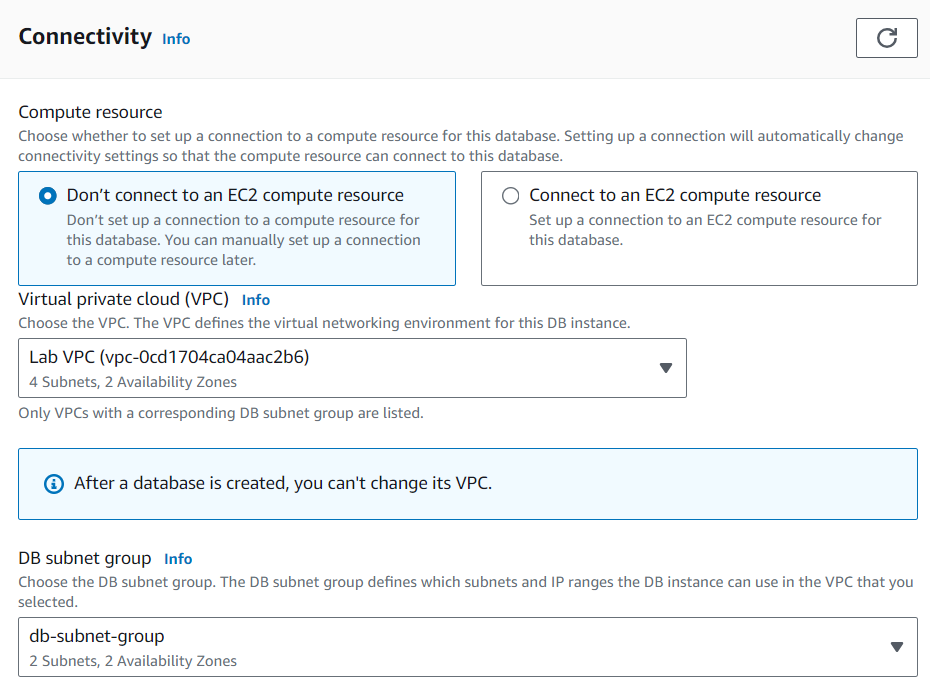 Connectivity Info
Compute resource
Choose whether to set up a connection to a compute resource for this database. Setting up a connection will automatically change
connectivity settings so that the compute resource can connect to this database.
Don’t connect to an EC2 compute resource
Don’t set up a connection to a compute resource for
this database. You can manually set up a connection
to a compute resource later.
Connect to an EC2 compute resource
Set up a connection to an EC2 compute resource for
this database.
Virtual private cloud (VPC) Info
Choose the VPC. The VPC defines the virtual networking environment for this DB instance.
Lab VPC (vpc-0cd1704ca04aac2b6)
4 Subnets, 2 Availability Zones
Only VPCs with a corresponding DB subnet group are listed.
After a database is created, you can't change its VPC.
DB subnet group Info
Choose the DB subnet group. The DB subnet group defines which subnets and IP ranges the DB instance can use in the VPC that you
selected.
db-subnet-group
2 Subnets, 2 Availability Zones